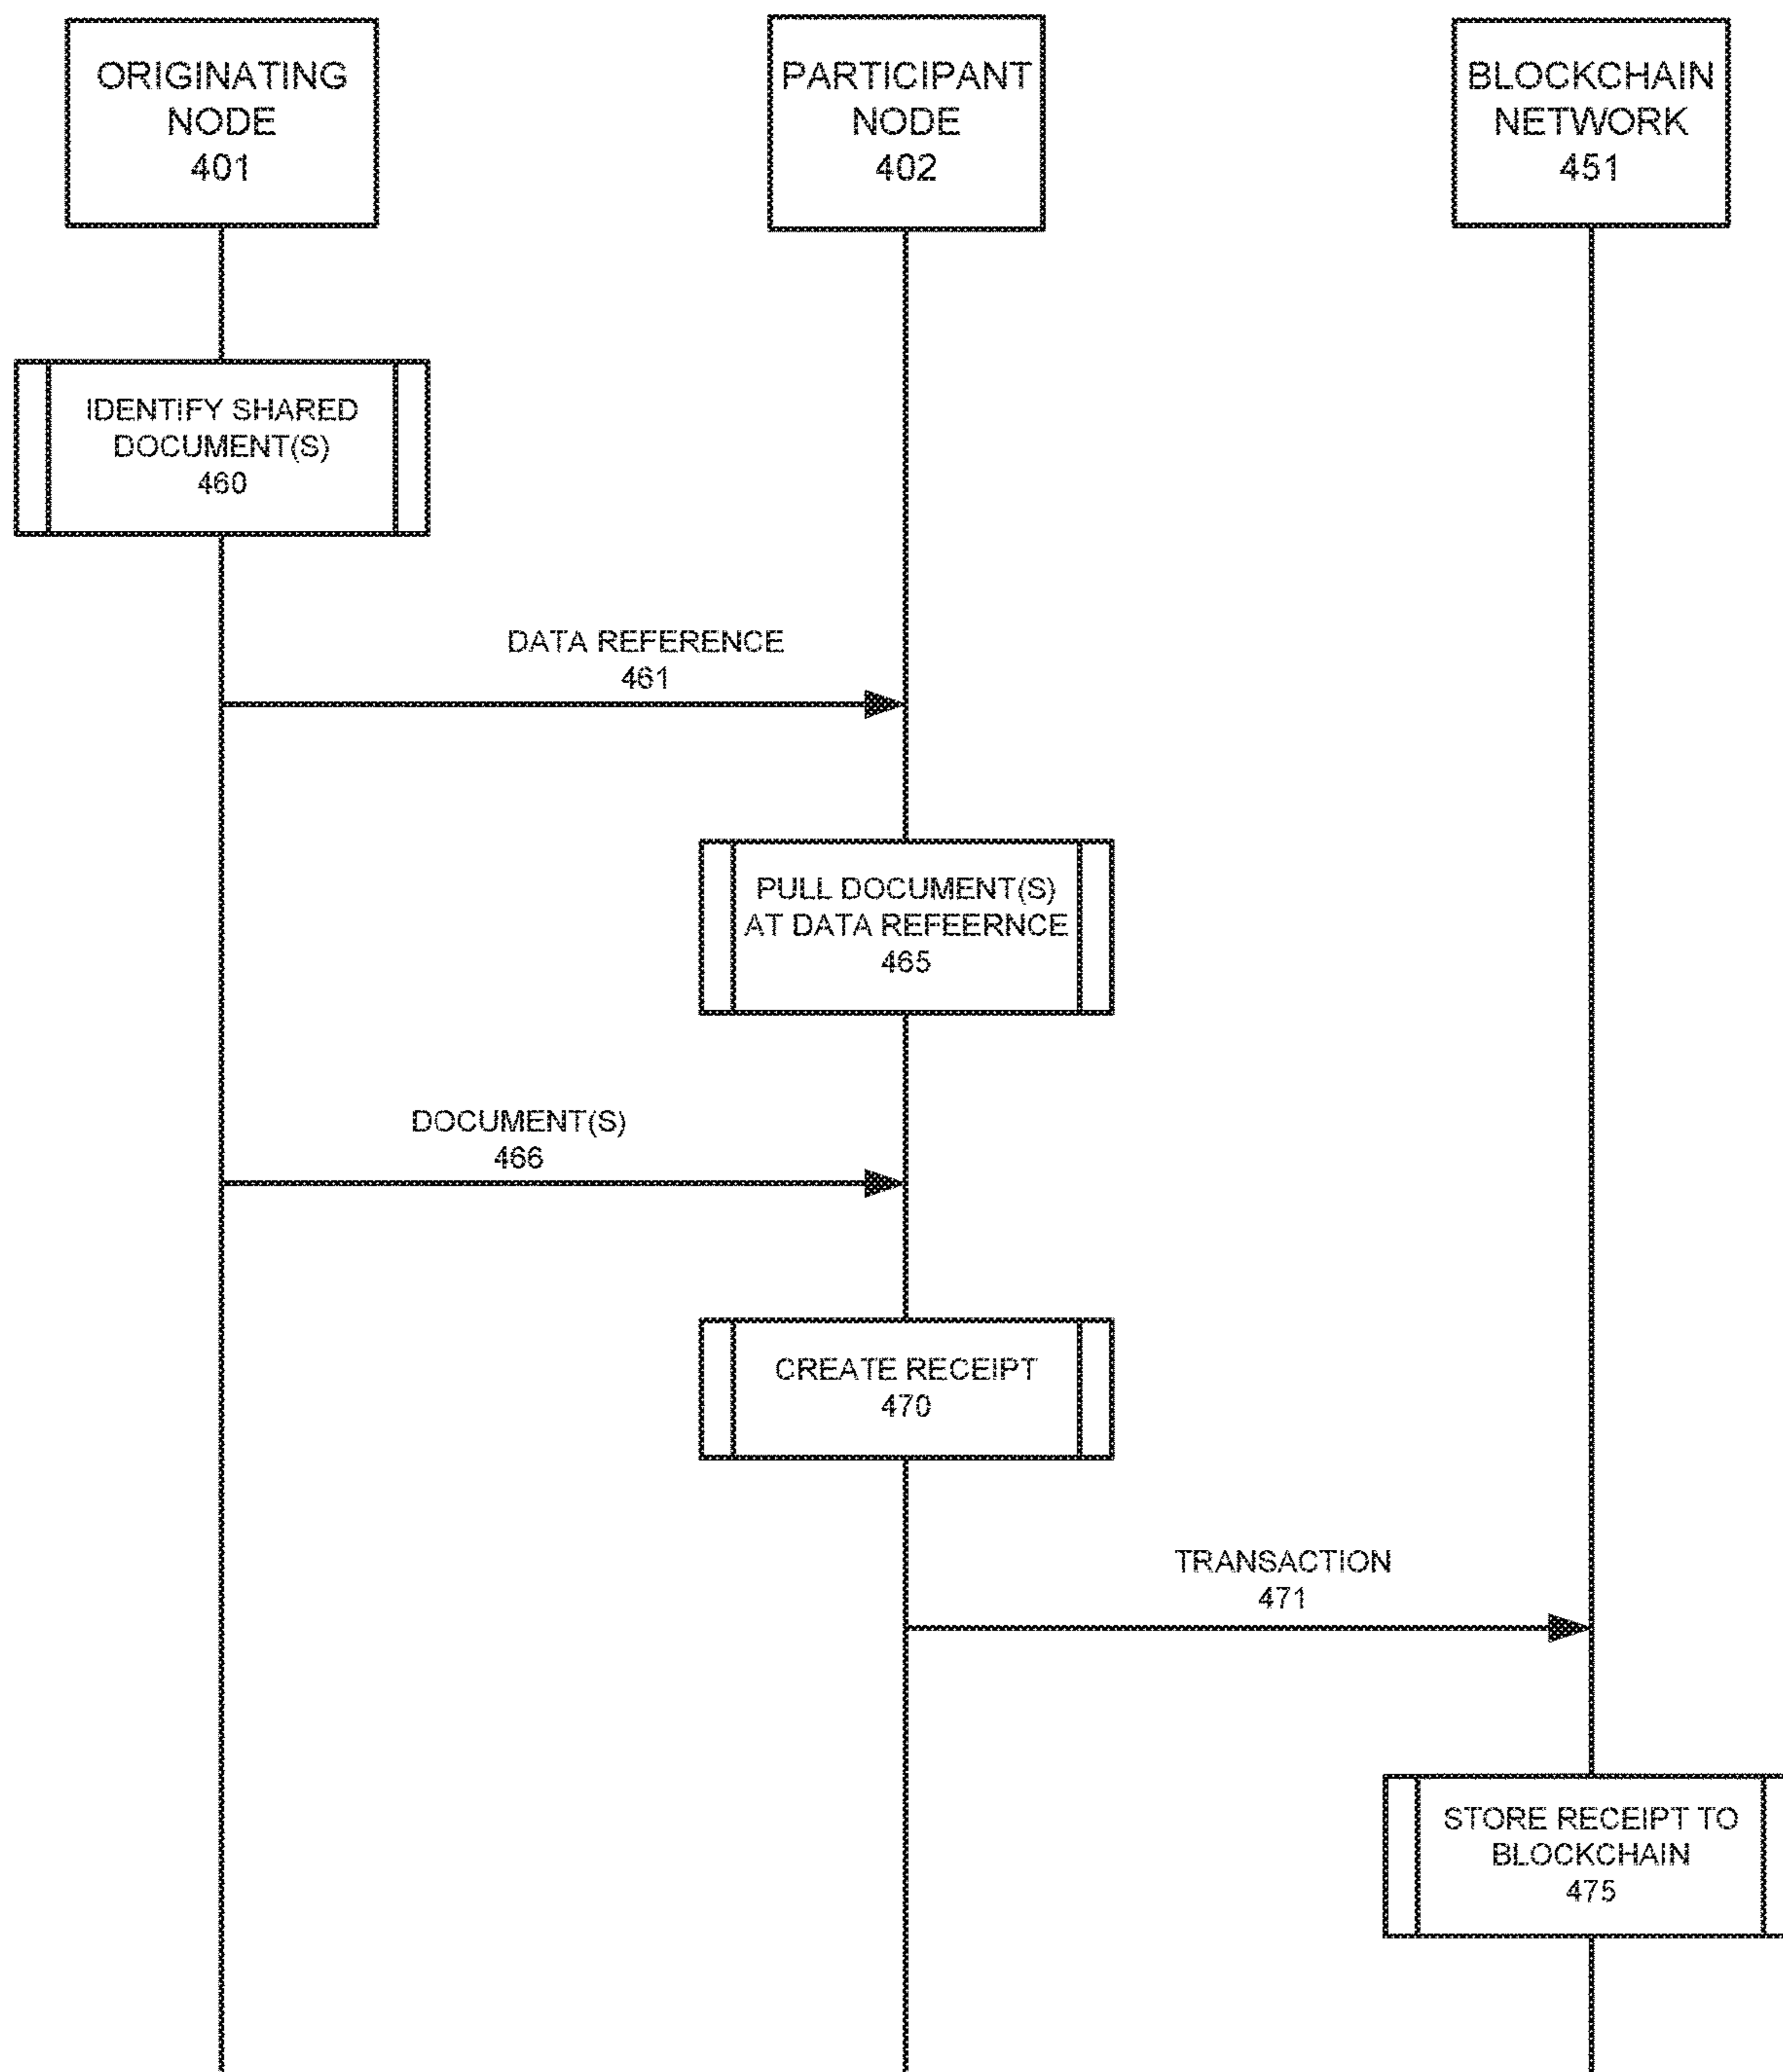 ORIGINATING
NODE
401
PARTICIPANT
NODE
402
BLOCKCHAIN
NETWORK
451
IDENTIFY SHARED
DOCUMENT(S)
460
DATA REFERENCE
461
PULL DOCUMENT(S)
AT DATA REFEERNCE
465
DOCUMENT(S)
466
CREATE RECEIPT
470
TRANSACTION
471
STORE RECEIPT TO
BLOCKCHAIN
475